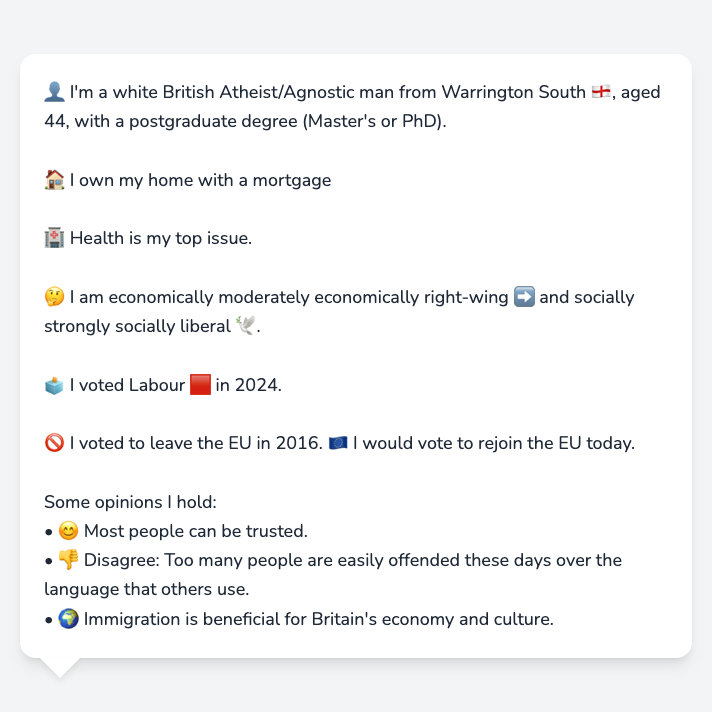 👤 I'm a white British Atheist/Agnostic man from Warrington South 🏴󠁧󠁢󠁥󠁮󠁧󠁿, aged
44, with a postgraduate degree (Master's or PhD).
🏠 I own my home with a mortgage
🏥 Health is my top issue.
🤔 I am economically moderately economically right-wing ➡️ and socially
strongly socially liberal 🕊️.
🗳️ I voted Labour 🟥 in 2024.
🚫 I voted to leave the EU in 2016. 🇪🇺 I would vote to rejoin the EU today.
Some opinions I hold:
• 😊 Most people can be trusted.
• 👎 Disagree: Too many people are easily offended these days over the
language that others use.
• 🌍 Immigration is beneficial for Britain's economy and culture.